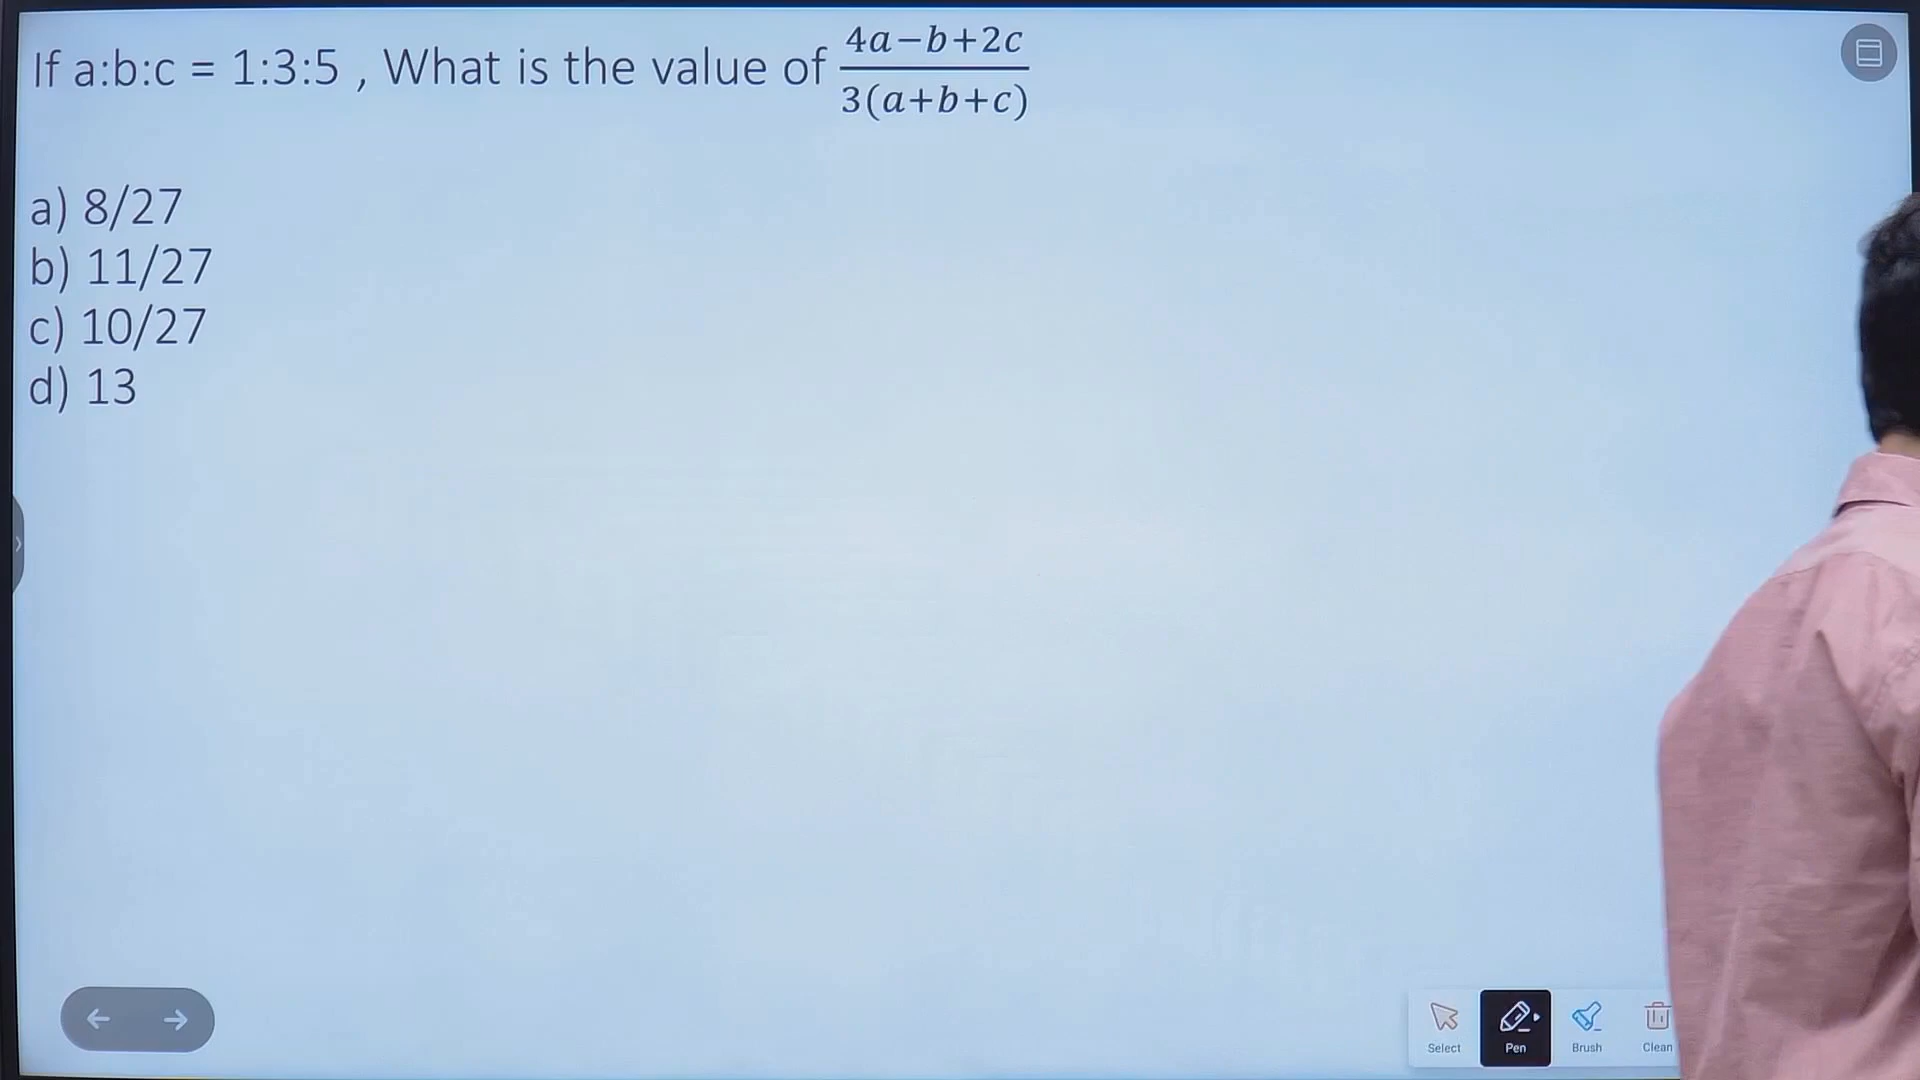 If a:b:c = 1:3:5 , What is the value of \frac{4a-b+2c}{3(a+b+c)}
a) 8/27
b) 11/27
c) 10/27
d) 13
Select Pen Brush Clean